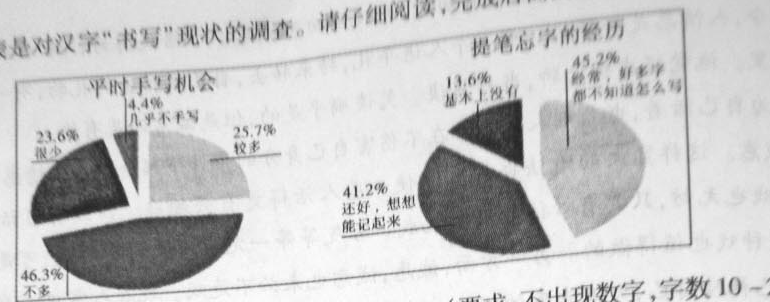 是对汉字“书写”现状的调查。请仔细阅读，完成后
平时手写机会
4.4%
几乎不手写
23.6%
很少
25.7%
较多
46.3%
不多
提笔忘字的经历
13.6%
基本上没有
45.2%
经常，好多字
都不知道怎么写
41.2%
还好，想想
能记起来
不出现数字，字数10